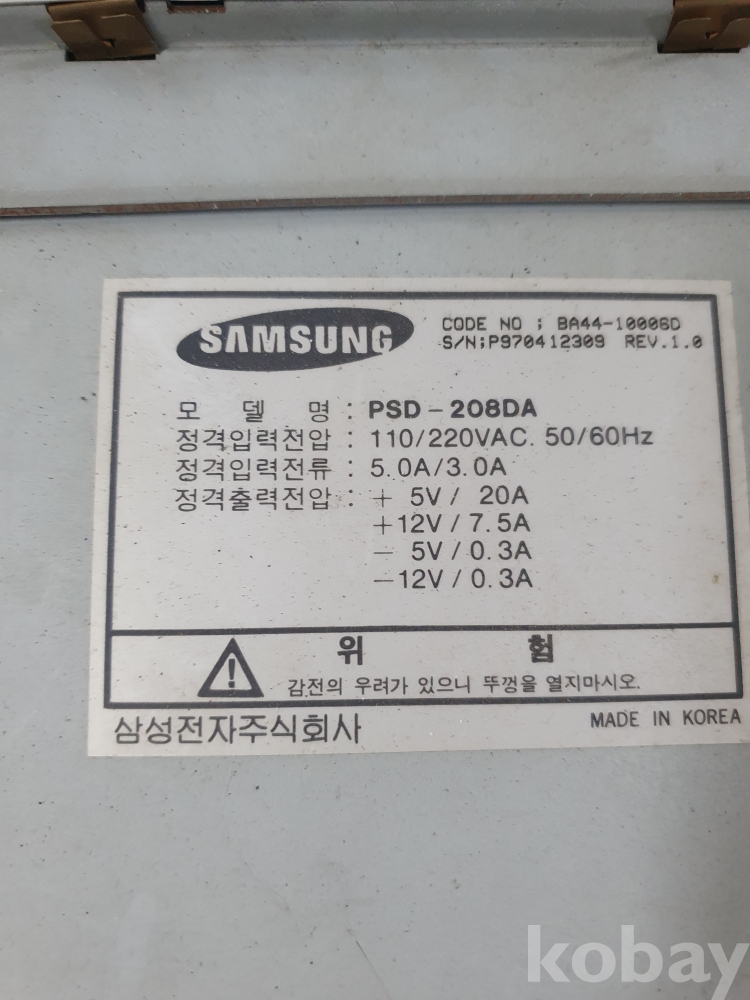 SAMSUNG
CODE NO ; BA44-10006D
S/N;P970412309 REV.1.0
모 델 명 : PSD-208DA
정격입력전압 : 110/220VAC. 50/60Hz
정격입력전류 : 5.0A/3.0A
정격출력전압 : + 5V / 20A
+12V / 7.5A
- 5V / 0.3A
-12V / 0.3A
위 험
감전의 우려가 있으니 뚜껑을 열지마시오.
삼성전자주식회사
MADE IN KOREA
kobay